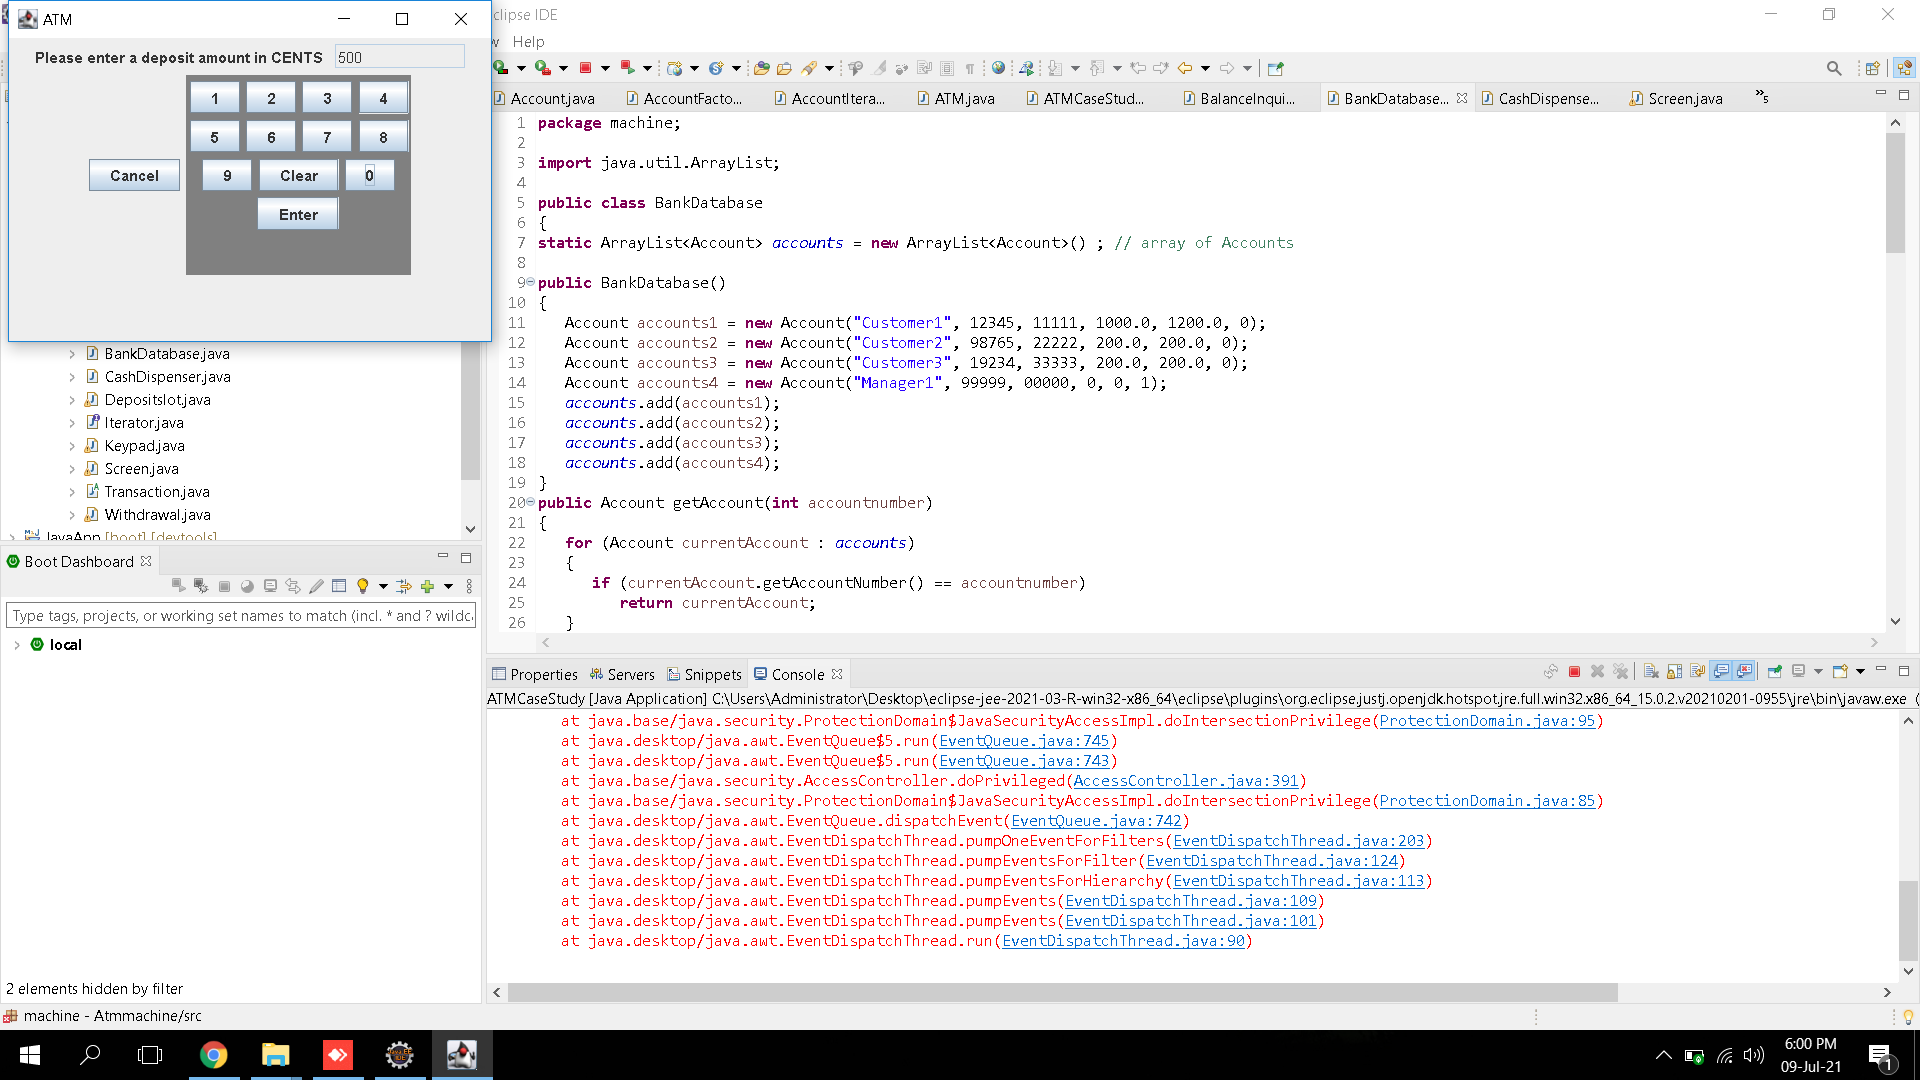 ATM
Please enter a deposit amount in CENTS 500
1 2 3 4
5 6 7 8
Cancel 9 Clear 0
Enter
clipse IDE
w Help
Account.java AccountFacto... AccountItera... ATM.java ATMCaseStud... BalanceInqui... BankDatabase... CashDispense... Screen.java »5
1 package machine;
2
3 import java.util.ArrayList;
4
5 public class BankDatabase
6 {
7 static ArrayList<Account> accounts = new ArrayList<Account>() ; // array of Accounts
8
9 public BankDatabase()
10 {
11 Account accounts1 = new Account("Customer1", 12345, 11111, 1000.0, 1200.0, 0);
12 Account accounts2 = new Account("Customer2", 98765, 22222, 200.0, 200.0, 0);
13 Account accounts3 = new Account("Customer3", 19234, 33333, 200.0, 200.0, 0);
14 Account accounts4 = new Account("Manager1", 99999, 00000, 0, 0, 1);
15 accounts.add(accounts1);
16 accounts.add(accounts2);
17 accounts.add(accounts3);
18 accounts.add(accounts4);
19 }
20 public Account getAccount(int accountnumber)
21 {
22 for (Account currentAccount : accounts)
23 {
24 if (currentAccount.getAccountNumber() == accountnumber)
25 return currentAccount;
26 }
BankDatabase.java
CashDispenser.java
Depositslot.java
Iterator.java
Keypad.java
Screen.java
Transaction.java
Withdrawal.java
JavaApp [boot] [devtools]
Boot Dashboard
Type tags, projects, or working set names to match (incl. * and ? wildca
local
2 elements hidden by filter
Properties Servers Snippets Console
ATMCaseStudy [Java Application] C:\Users\Administrator\Desktop\eclipse-jee-2021-03-R-win32-x86_64\eclipse\plugins\org.eclipse.justj.openjdk.hotspot.jre.full.win32.x86_64_15.0.2.v20210201-0955\jre\bin\javaw.exe (
at java.base/java.security.ProtectionDomain$JavaSecurityAccessImpl.doIntersectionPrivilege(ProtectionDomain.java:95)
at java.desktop/java.awt.EventQueue$5.run(EventQueue.java:745)
at java.desktop/java.awt.EventQueue$5.run(EventQueue.java:743)
at java.base/java.security.AccessController.doPrivileged(AccessController.java:391)
at java.base/java.security.ProtectionDomain$JavaSecurityAccessImpl.doIntersectionPrivilege(ProtectionDomain.java:85)
at java.desktop/java.awt.EventQueue.dispatchEvent(EventQueue.java:742)
at java.desktop/java.awt.EventDispatchThread.pumpOneEventForFilters(EventDispatchThread.java:203)
at java.desktop/java.awt.EventDispatchThread.pumpEventsForFilter(EventDispatchThread.java:124)
at java.desktop/java.awt.EventDispatchThread.pumpEventsForHierarchy(EventDispatchThread.java:113)
at java.desktop/java.awt.EventDispatchThread.pumpEvents(EventDispatchThread.java:109)
at java.desktop/java.awt.EventDispatchThread.pumpEvents(EventDispatchThread.java:101)
at java.desktop/java.awt.EventDispatchThread.run(EventDispatchThread.java:90)
machine - Atmmachine/src
6:00 PM
09-Jul-21
1